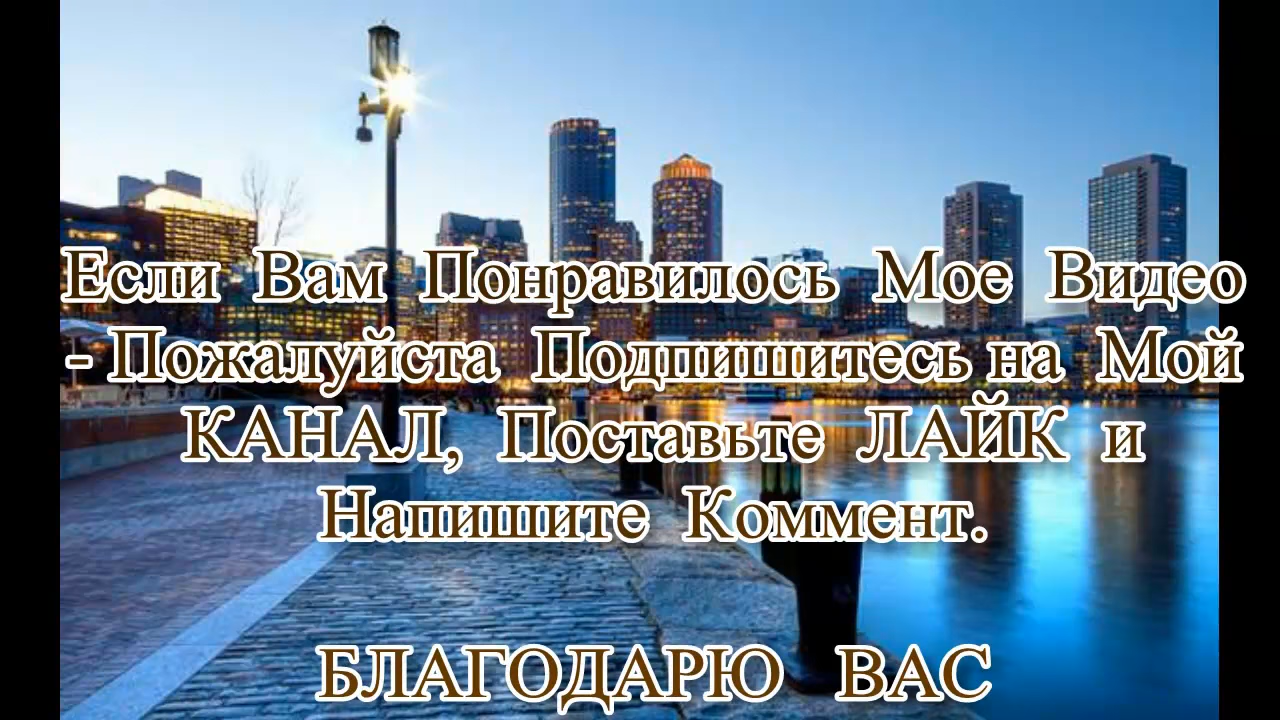 Если Вам Понравилось Мое Видео
- Пожалуйста Подпишитесь на Мой
КАНАЛ, Поставьте ЛАЙК и
Напишите Коммент.
БЛАГОДАРЮ ВАС